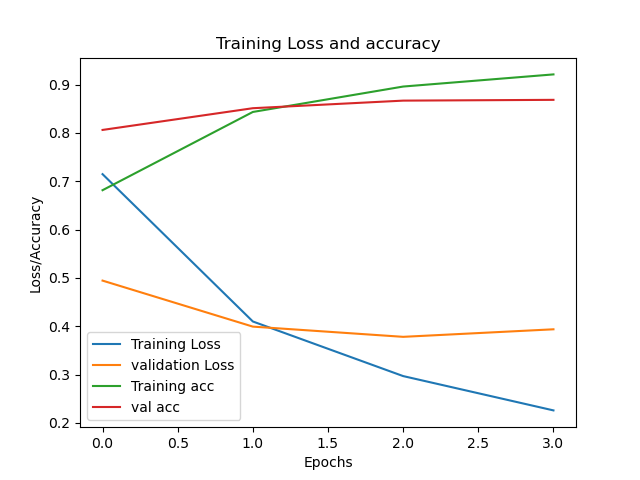 Training Loss and accuracy
Loss/Accuracy
0.9
0.8
0.7
0.6
0.5
0.4
0.3
0.2
Training Loss
validation Loss
Training acc
val acc
0.0 0.5 1.0 1.5 2.0 2.5 3.0
Epochs